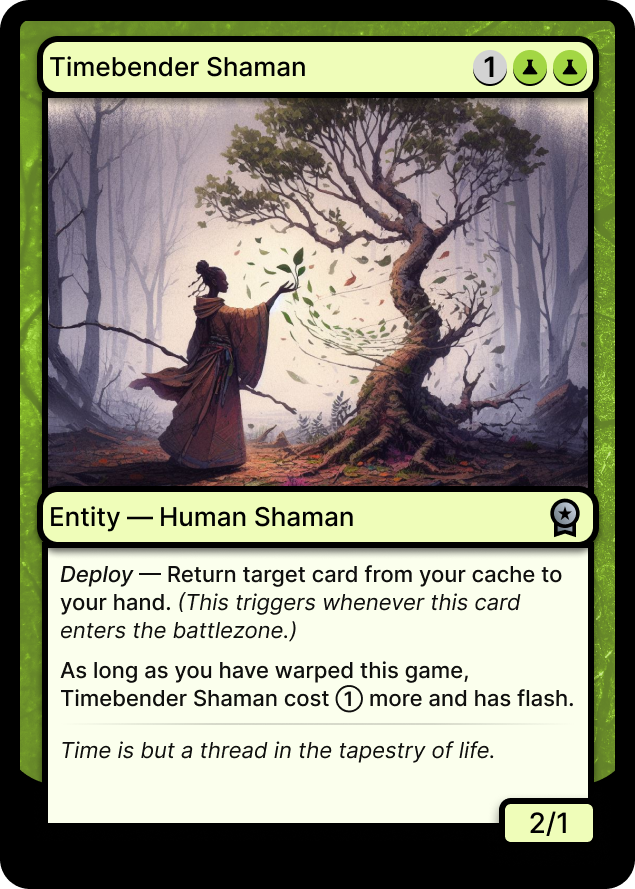 Timebender Shaman
1
Entity — Human Shaman
Deploy — Return target card from your cache to
your hand. (This triggers whenever this card
enters the battlezone.)
As long as you have warped this game,
Timebender Shaman cost 1 more and has flash.
Time is but a thread in the tapestry of life.
2/1